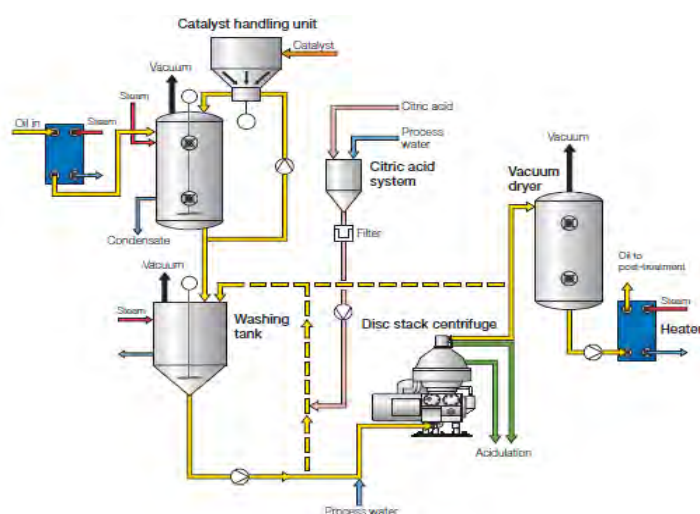 Catalyst handling unit
Catalyst
Vacuum
Steam
Oil in
Steam
Citric acid
Process
water
Citric acid
system
Vacuum
Vacuum
dryer
Filter
Condensate
Vacuum
Oil to
post-treatment
Steam
Steam
Washing
tank
Disc stack centrifuge
Heater
Acidulation
Process water